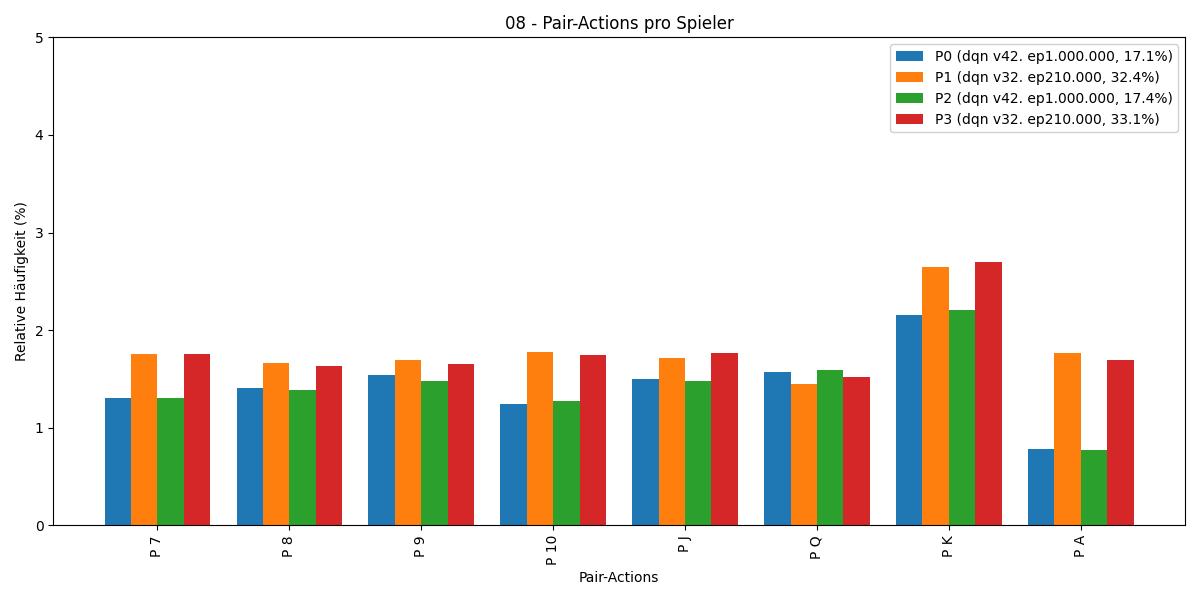 08 - Pair-Actions pro Spieler
P0 (dqn v42. ep1.000.000, 17.1%)
P1 (dqn v32. ep210.000, 32.4%)
P2 (dqn v42. ep1.000.000, 17.4%)
P3 (dqn v32. ep210.000, 33.1%)
Relative Häufigkeit (%)
5
4
3
2
1
0
P 7
P 8
P 9
P 10
P J
P Q
P K
P A
Pair-Actions